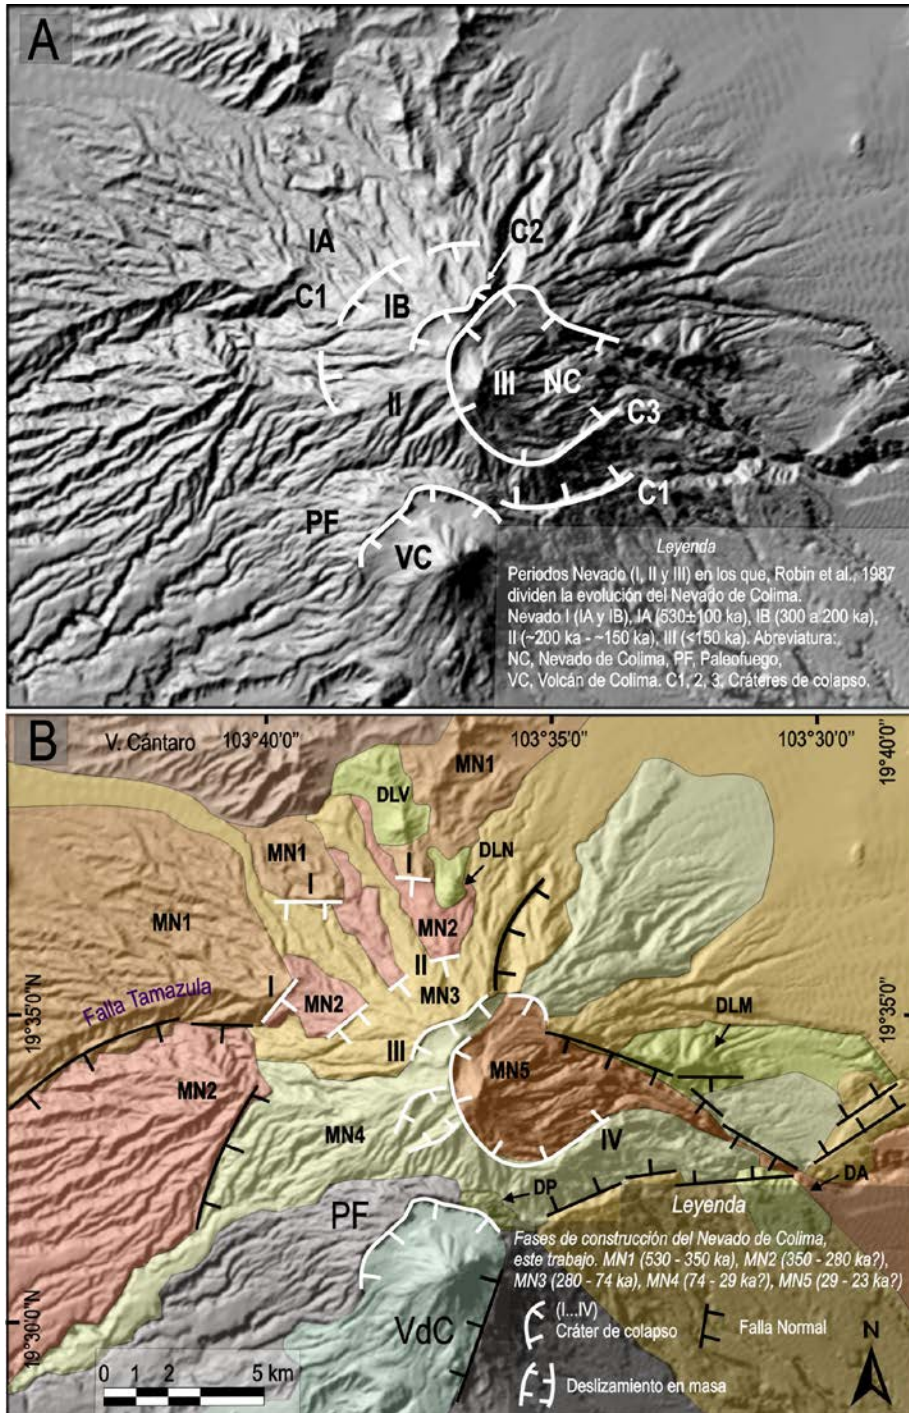 A
C2
IA
C1
IB
III
NC
II
C3
C1
PF
VC
Leyenda
Periodos Nevado (I, II y III) en los que, Robin et al., 1987
dividen la evolución del Nevado de Colima.
Nevado I (IA y IB), IA (530±100 ka), IB (300 a 200 ka),
II (~200 ka - ~150 ka), III (<150 ka). Abreviatura:,
NC, Nevado de Colima, PF, Paleofuego,
VC, Volcán de Colima. C1, 2, 3, Cráteres de colapso.
B
V. Cántaro
103°40'0''
103°35'0''
103°30'0''
19°40'0''
MN1
DLV
DLN
MN1
I
I
MN1
MN2
II
MN3
I
MN2
Falla Tamazula
19°35'0''N
19°35'0''
DLM
III
MN5
MN2
MN4
IV
DA
DP
PF
Leyenda
Fases de construcción del Nevado de Colima,
este trabajo. MN1 (530 - 350 ka), MN2 (350 - 280 ka?),
MN3 (280 - 74 ka), MN4 (74 - 29 ka?), MN5 (29 - 23 ka?)
(I...IV)
Cráter de colapso
Falla Normal
N
VdC
19°30'0''N
0 1 2 5 km
Deslizamiento en masa